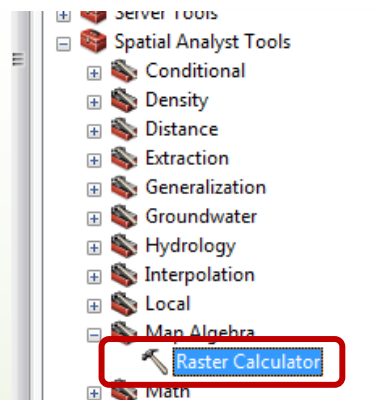 Server Tools
Spatial Analyst Tools
Conditional
Density
Distance
Extraction
Generalization
Groundwater
Hydrology
Interpolation
Local
Map Algebra
Raster Calculator
Math